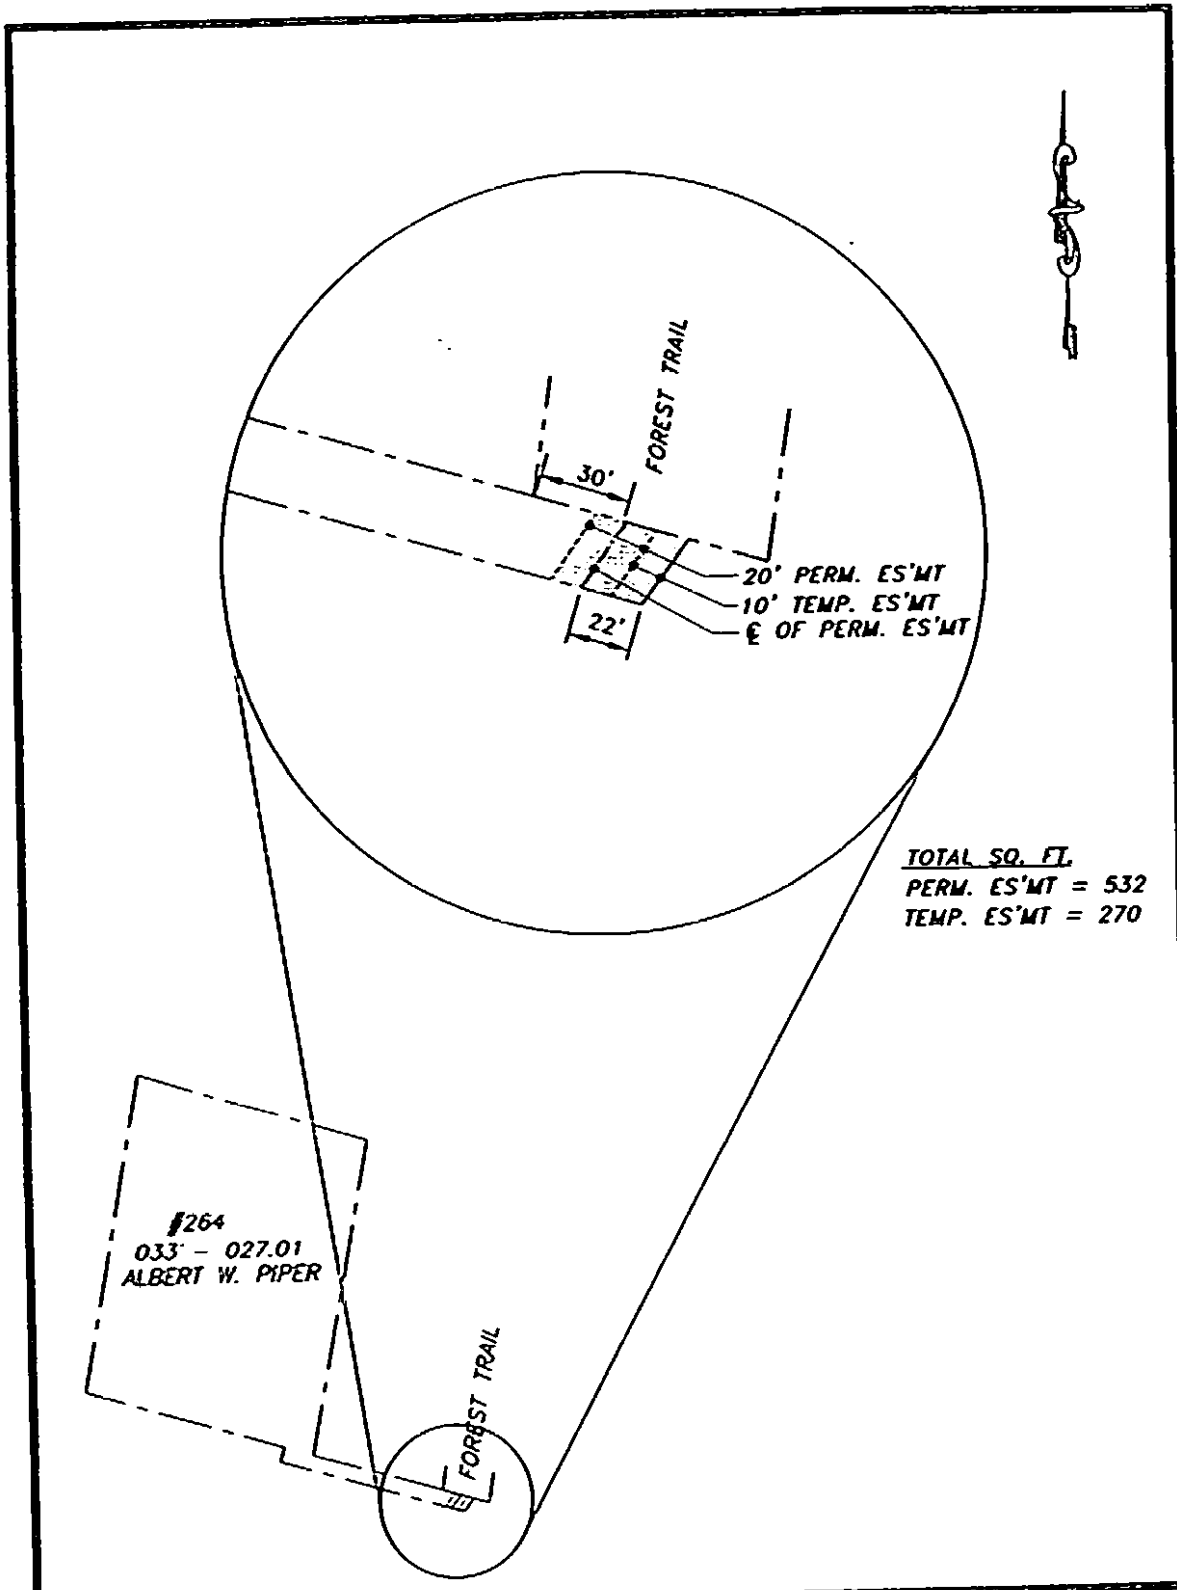 FOREST TRAIL
30'
20' PERM. ES'MT
10' TEMP. ES'MT
℄ OF PERM. ES'MT
22'
TOTAL SQ. FT.
PERM. ES'MT = 532
TEMP. ES'MT = 270
#264
033 - 027.01
ALBERT W. PIPER
FOREST TRAIL